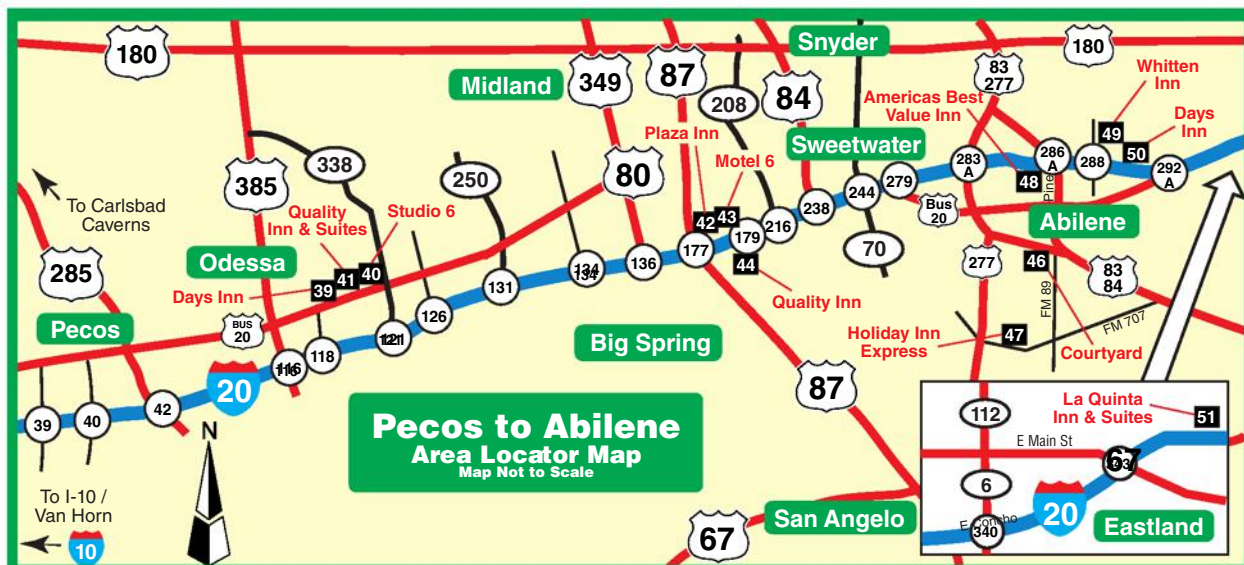 180
Snyder
180
83
277
Whitten
Inn
Midland
349
87
208
84
Americas Best
Value Inn
Days
Inn
49
50
Plaza Inn
Motel 6
Sweetwater
338
250
80
385
283
A
286
A
288
292
A
48
Pine
279
Bus
20
Abilene
244
238
216
179
177
42
43
44
Quality Inn
70
To Carlsbad
Caverns
285
Quality
Inn & Suites
Studio 6
Odessa
Days Inn
39
41
40
136
134
131
126
121
118
116
BUS
20
Pecos
20
39
40
42
277
46
83
84
FM 89
FM 707
Holiday Inn
Express
47
Courtyard
Big Spring
87
Pecos to Abilene
Area Locator Map
Map Not to Scale
N
To I-10 /
Van Horn
10
67
San Angelo
La Quinta
Inn & Suites
51
112
E Main St
67
6
20
E Concho
340
Eastland